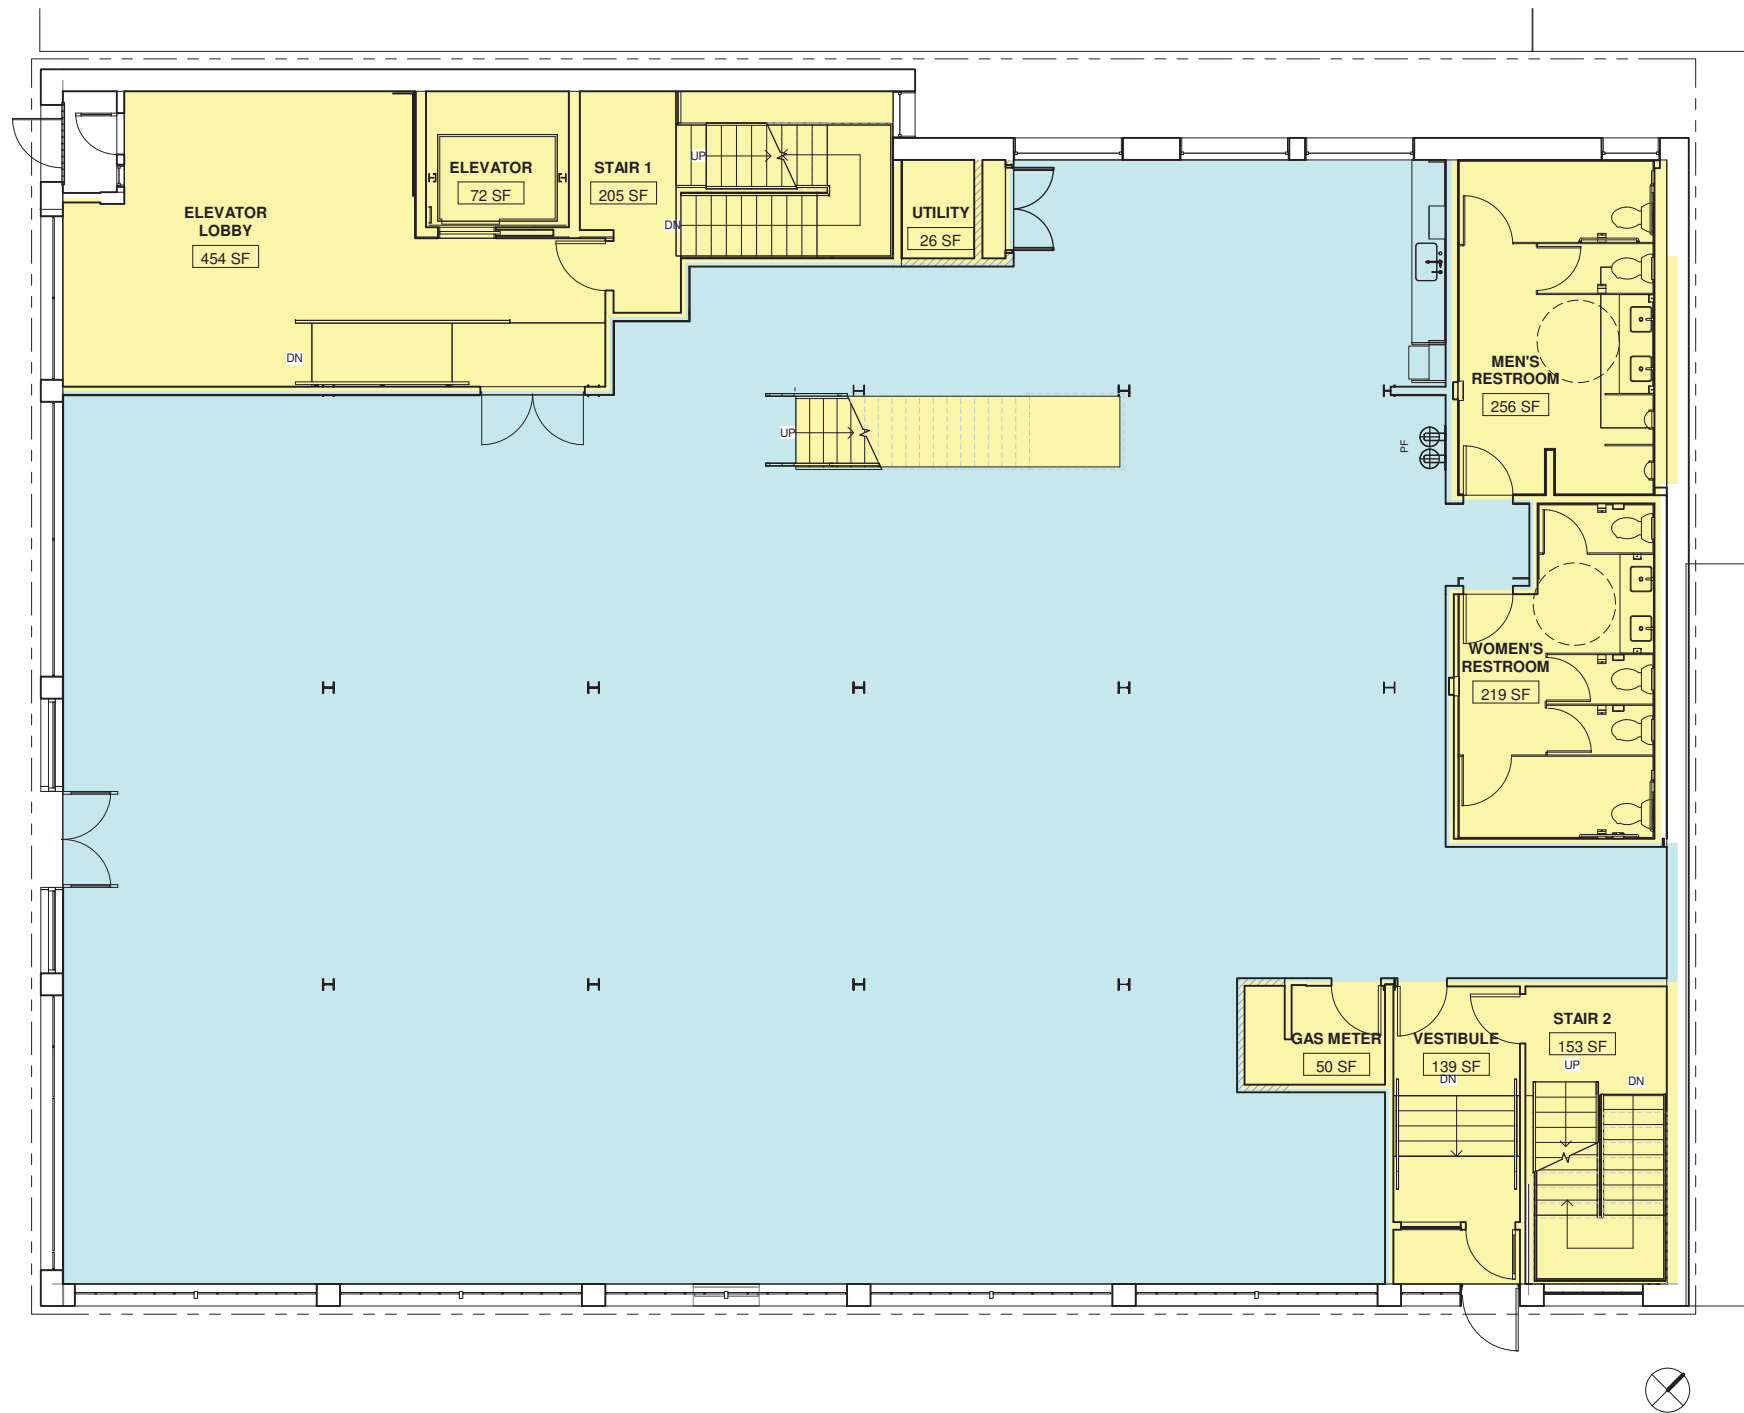 ELEVATOR
LOBBY
454 SF
ELEVATOR
72 SF
STAIR 1
205 SF
UP
DN
UTILITY
26 SF
DN
UP
PF
MEN'S
RESTROOM
256 SF
WOMEN'S
RESTROOM
219 SF
GAS METER
50 SF
VESTIBULE
139 SF
DN
STAIR 2
153 SF
UP
DN